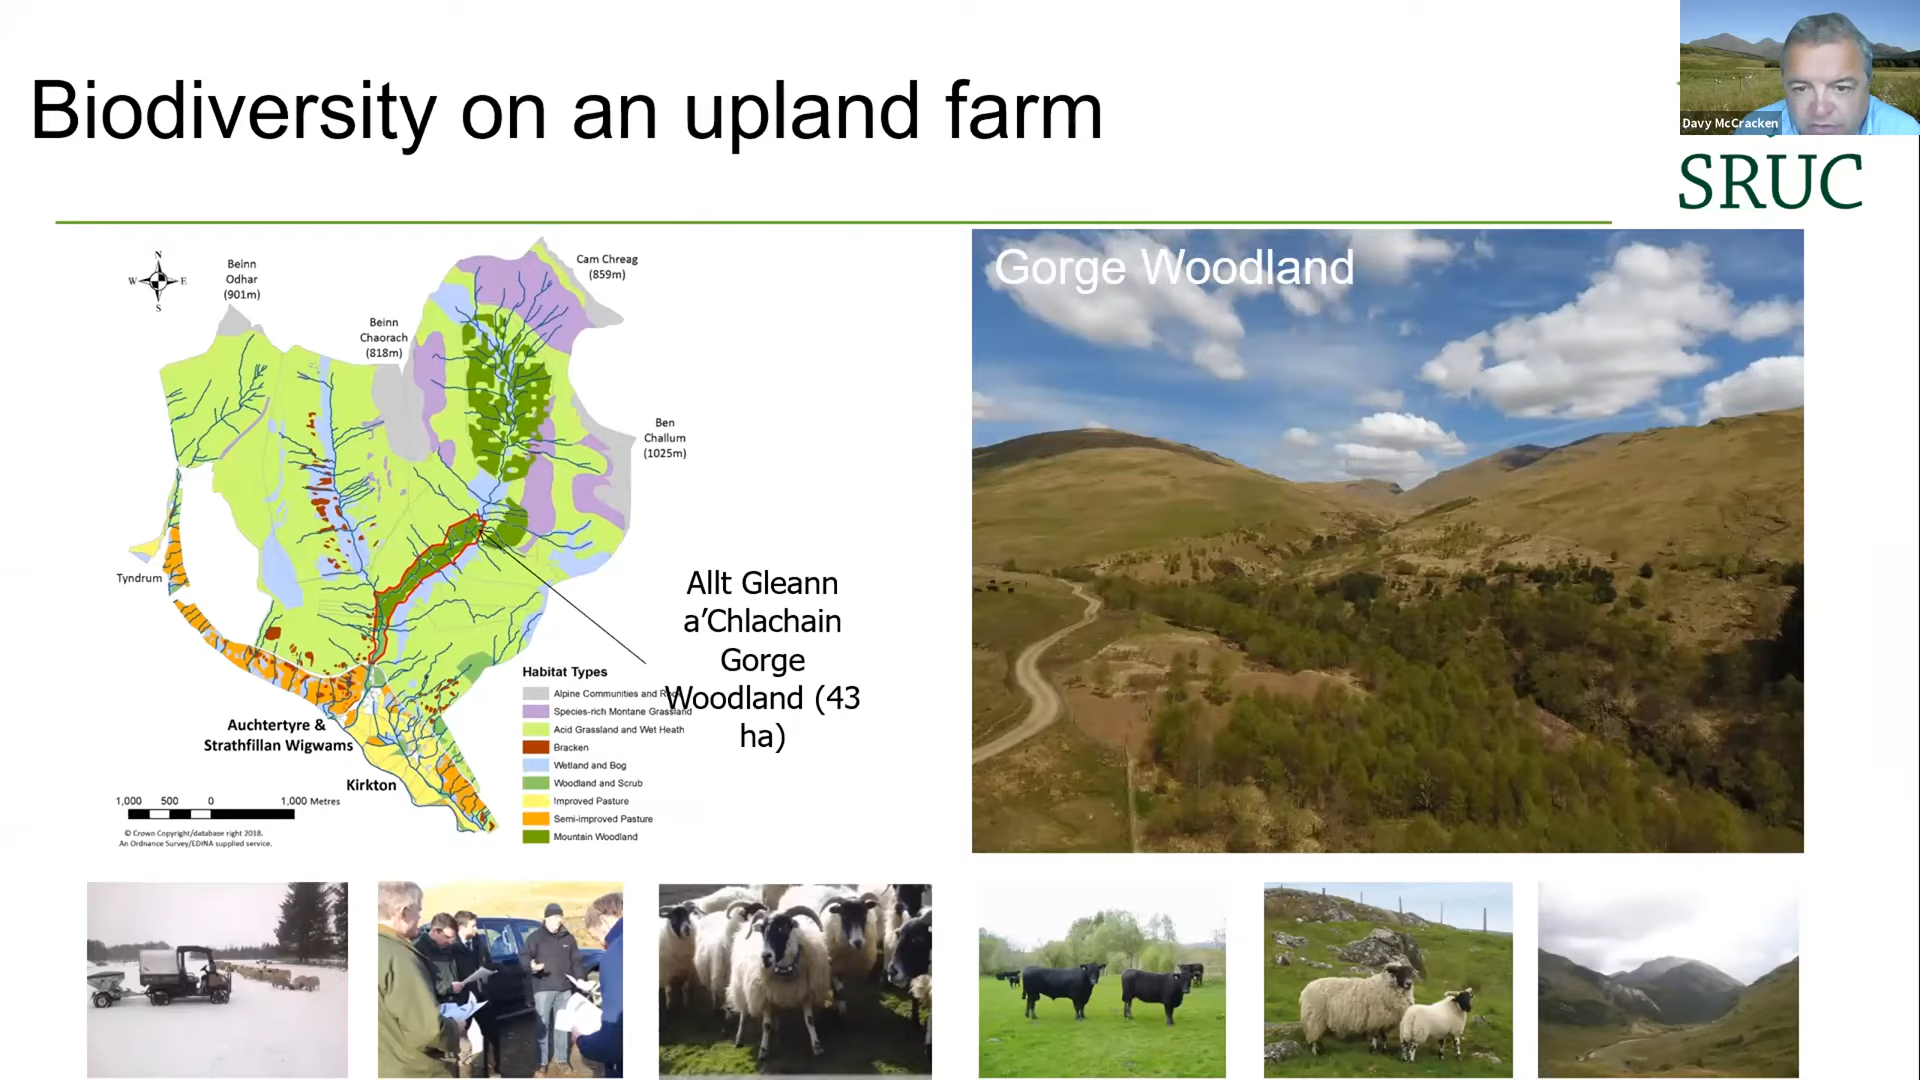 Biodiversity on an upland farm
Davy McCracken
SRUC
N
W
E
S
Beinn
Odhar
(901m)
Beinn
Chaorach
(818m)
Cam Chreag
(859m)
Ben
Challum
(1025m)
Tyndrum
Auchtertyre &
Strathfillan Wigwams
Kirkton
1,000 500 0 1,000 Metres
© Crown Copyright/database right 2018.
An Ordnance Survey/EDINA supplied service.
Habitat Types
Alpine Communities and Rock
Species-rich Montane Grassland
Acid Grassland and Wet Heath
Bracken
Wetland and Bog
Woodland and Scrub
Improved Pasture
Semi-improved Pasture
Mountain Woodland
Allt Gleann
a’Chlachain
Gorge
Woodland (43
ha)
Gorge Woodland